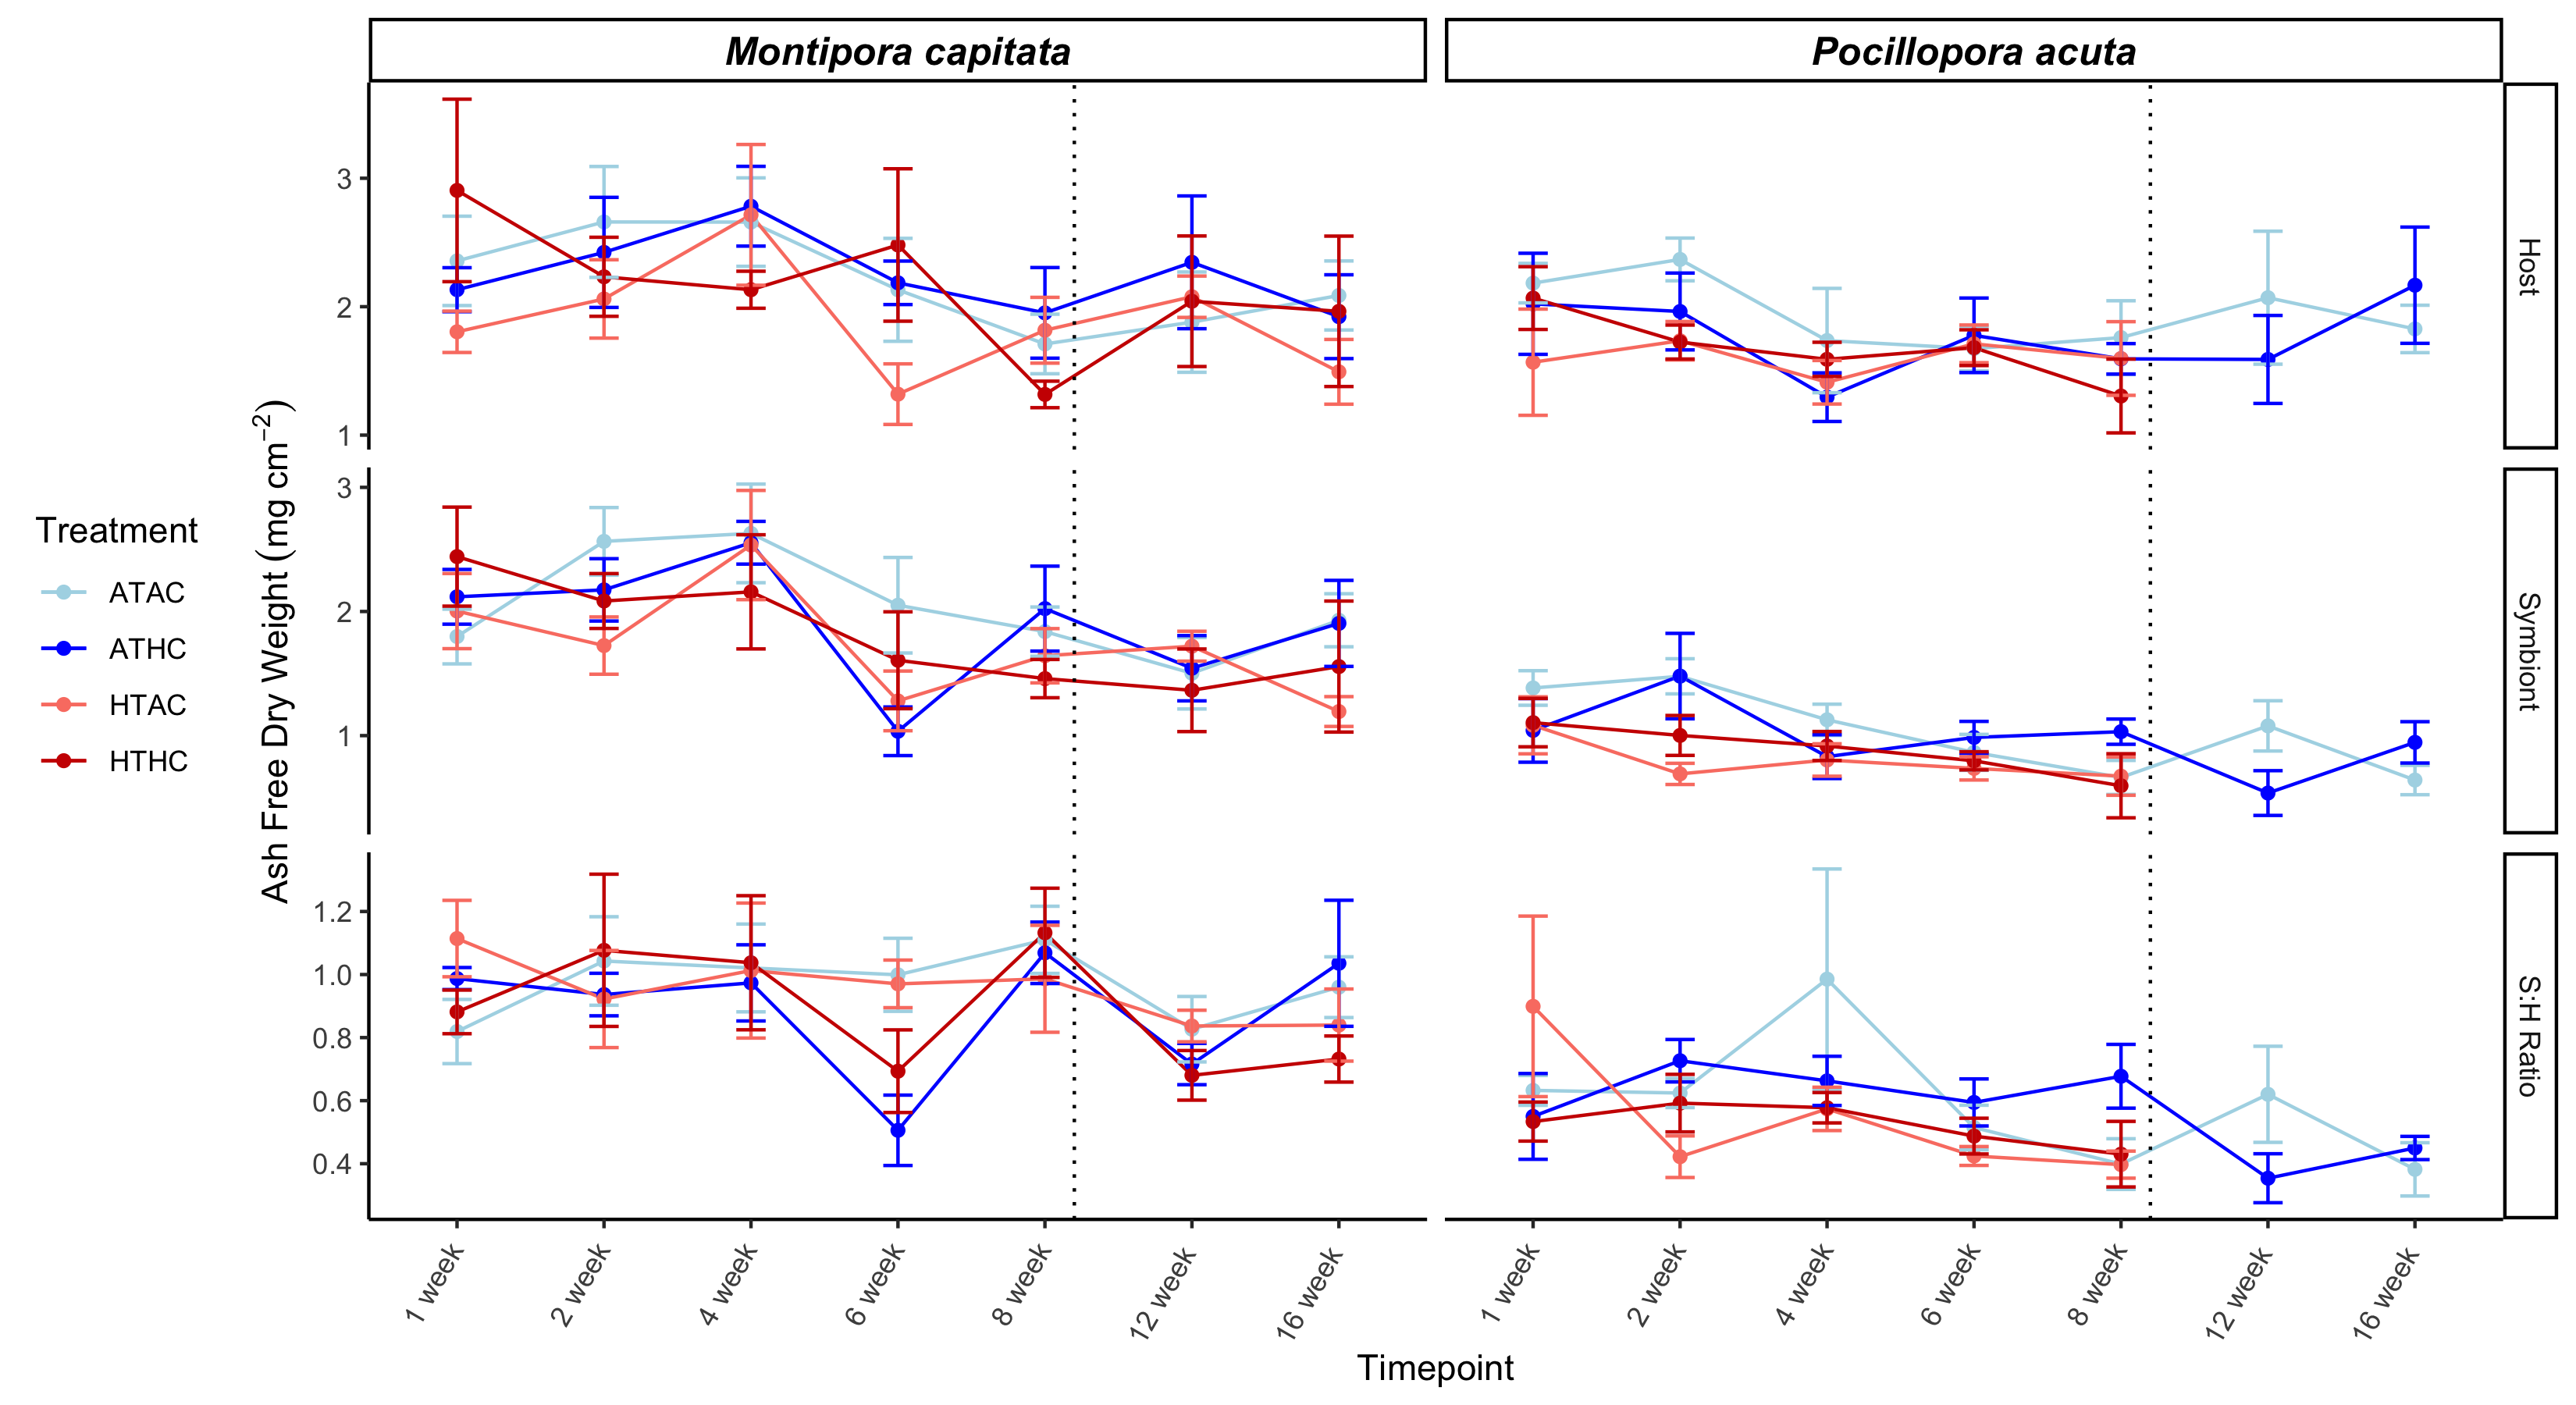 Montipora capitata
Pocillopora acuta
Host
Symbiont
S:H Ratio
Ash Free Dry Weight (mg cm⁻²)
3
2
1
3
2
1
1.2
1.0
0.8
0.6
0.4
Treatment
ATAC
ATHC
HTAC
HTHC
1 week
2 week
4 week
6 week
8 week
12 week
16 week
1 week
2 week
4 week
6 week
8 week
12 week
16 week
Timepoint